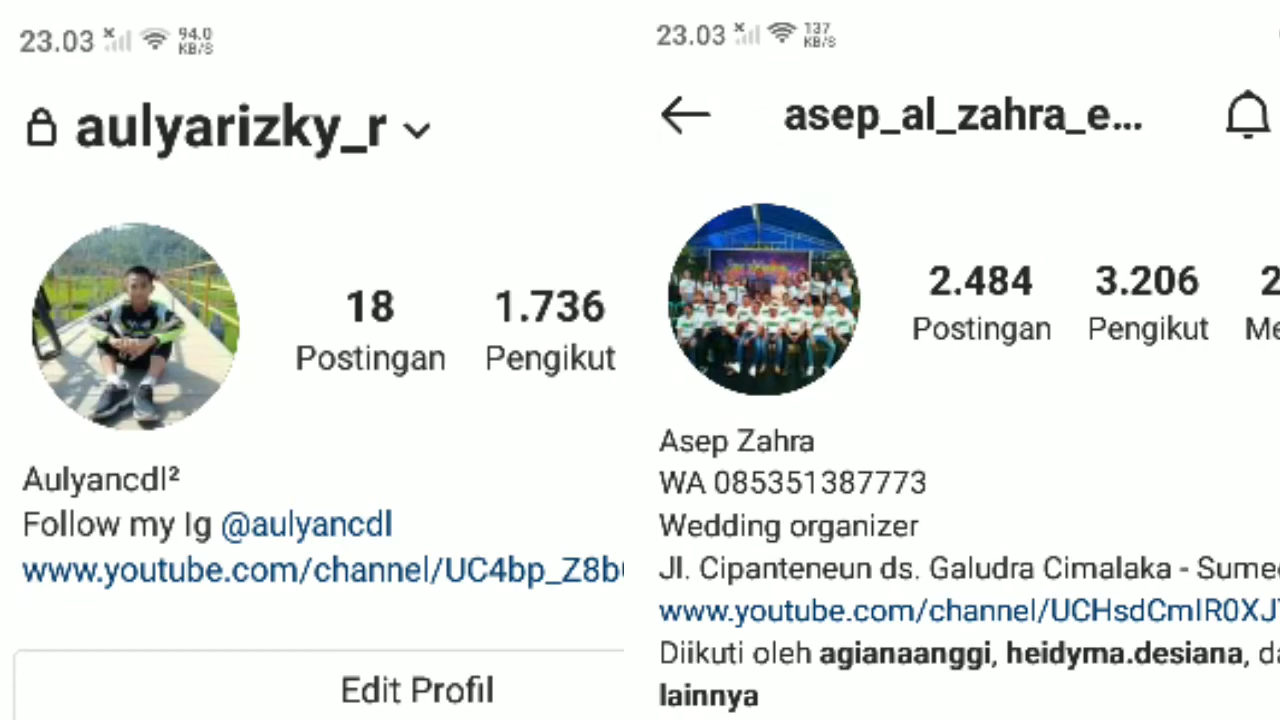 23.03 94.0 KB/S
aulyarizky_r
18 1.736
Postingan Pengikut
Aulyancdl²
Follow my Ig @aulyancdl
www.youtube.com/channel/UC4bp_Z8b
Edit Profil
23.03 137 KB/S
asep_al_zahra_e...
2.484 3.206 2
Postingan Pengikut Me
Asep Zahra
WA 085351387773
Wedding organizer
Jl. Cipanteneun ds. Galudra Cimalaka - Sume
www.youtube.com/channel/UCHsdCmIR0XJ
Diikuti oleh agianaanggi, heidyma.desiana, da
lainnya